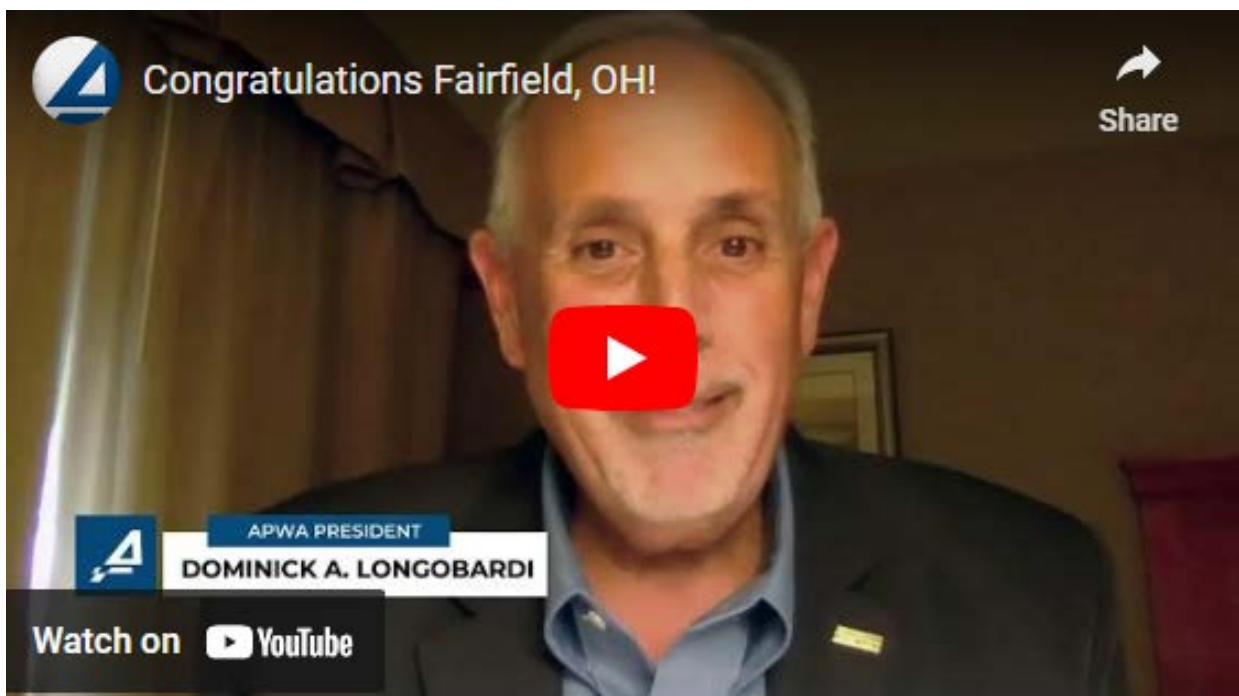 Congratulations Fairfield, OH!
Share
APWA PRESIDENT
DOMINICK A. LONGOBARDI
Watch on YouTube